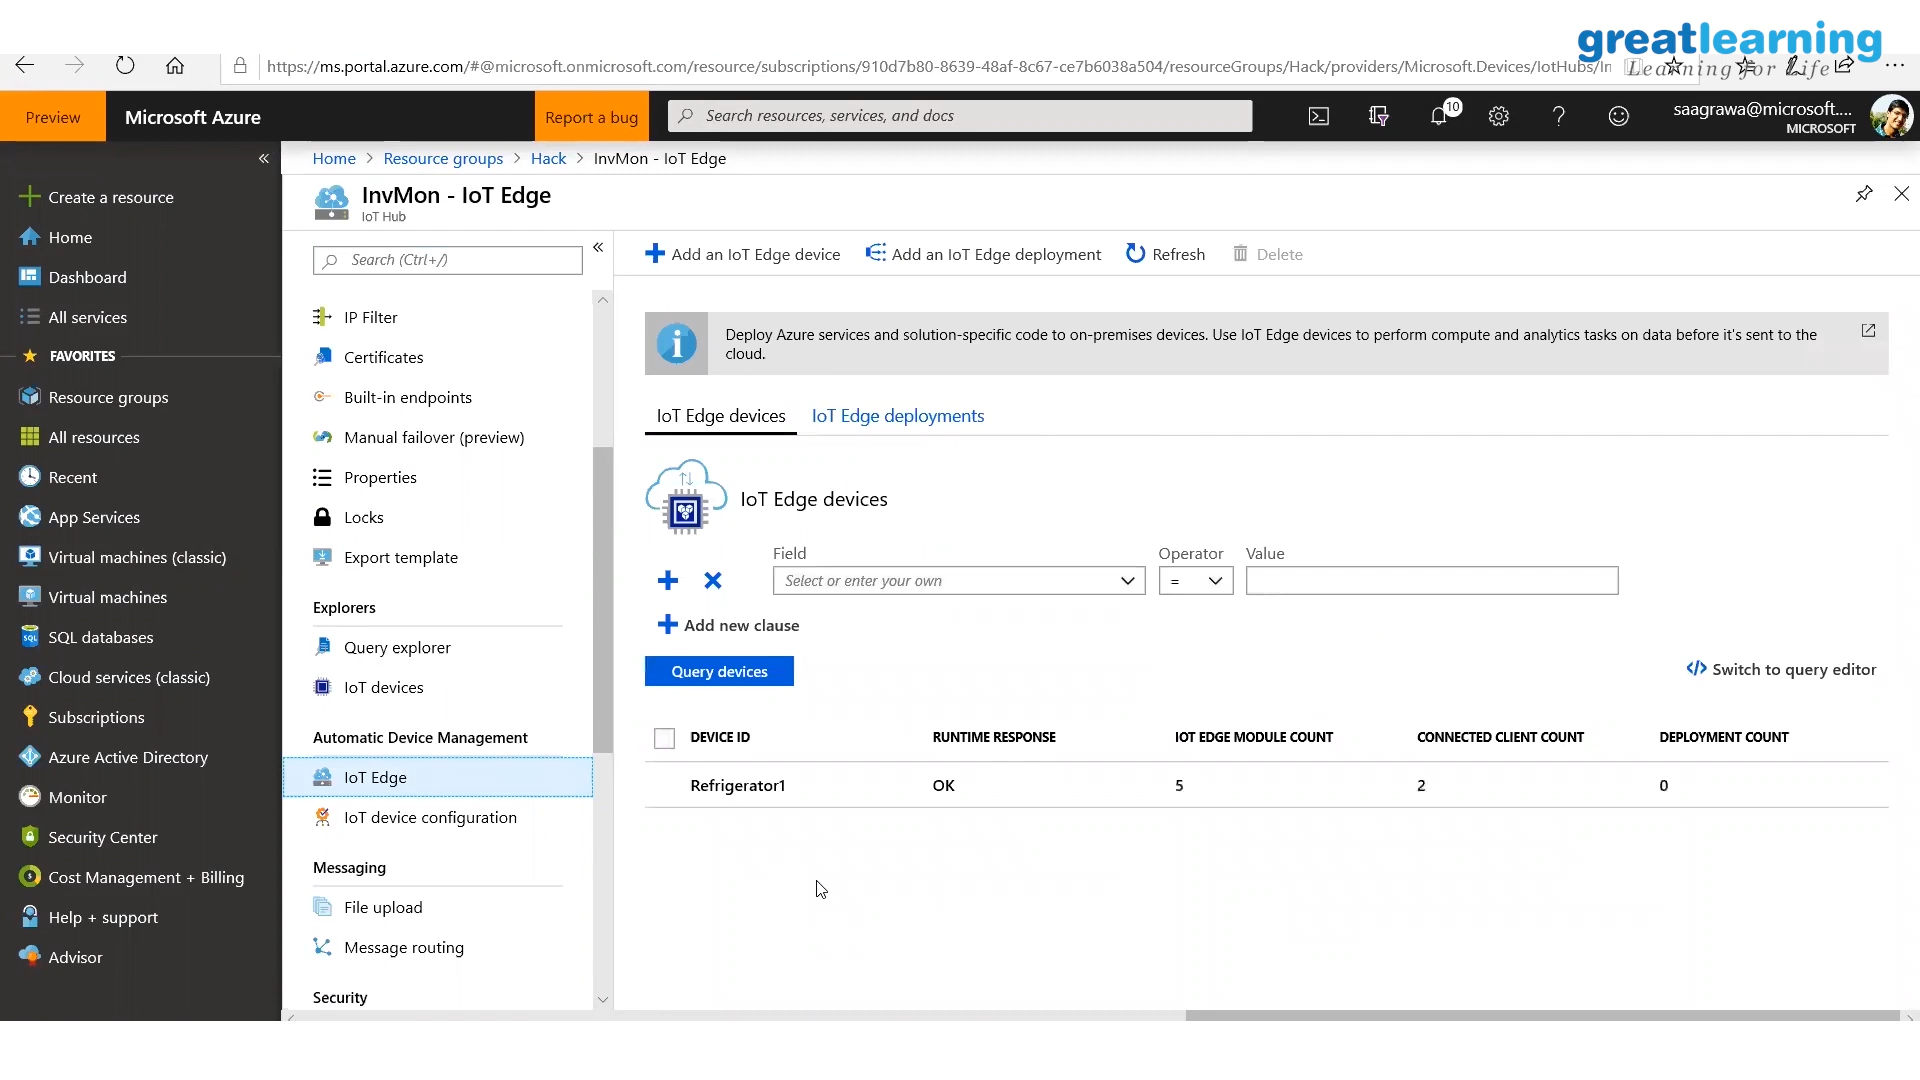 greatlearning
Learning for Life
https://ms.portal.azure.com/#@microsoft.onmicrosoft.com/resource/subscriptions/910d7b80-8639-48af-8c67-ce7b6038a504/resourceGroups/Hack/providers/Microsoft.Devices/IotHubs/In
Preview
Microsoft Azure
Report a bug
Search resources, services, and docs
10
saagrawa@microsoft....
MICROSOFT
Home > Resource groups > Hack > InvMon - IoT Edge
InvMon - IoT Edge
IoT Hub
Create a resource
Home
Dashboard
All services
FAVORITES
Resource groups
All resources
Recent
App Services
Virtual machines (classic)
Virtual machines
SQL databases
Cloud services (classic)
Subscriptions
Azure Active Directory
Monitor
Security Center
Cost Management + Billing
Help + support
Advisor
Search (Ctrl+/)
IP Filter
Certificates
Built-in endpoints
Manual failover (preview)
Properties
Locks
Export template
Explorers
Query explorer
IoT devices
Automatic Device Management
IoT Edge
IoT device configuration
Messaging
File upload
Message routing
Security
Add an IoT Edge device
Add an IoT Edge deployment
Refresh
Delete
Deploy Azure services and solution-specific code to on-premises devices. Use IoT Edge devices to perform compute and analytics tasks on data before it's sent to the
cloud.
IoT Edge devices
IoT Edge deployments
IoT Edge devices
Field Operator Value
Select or enter your own =
Add new clause
Query devices
Switch to query editor
DEVICE ID RUNTIME RESPONSE IOT EDGE MODULE COUNT CONNECTED CLIENT COUNT DEPLOYMENT COUNT
Refrigerator1 OK 5 2 0